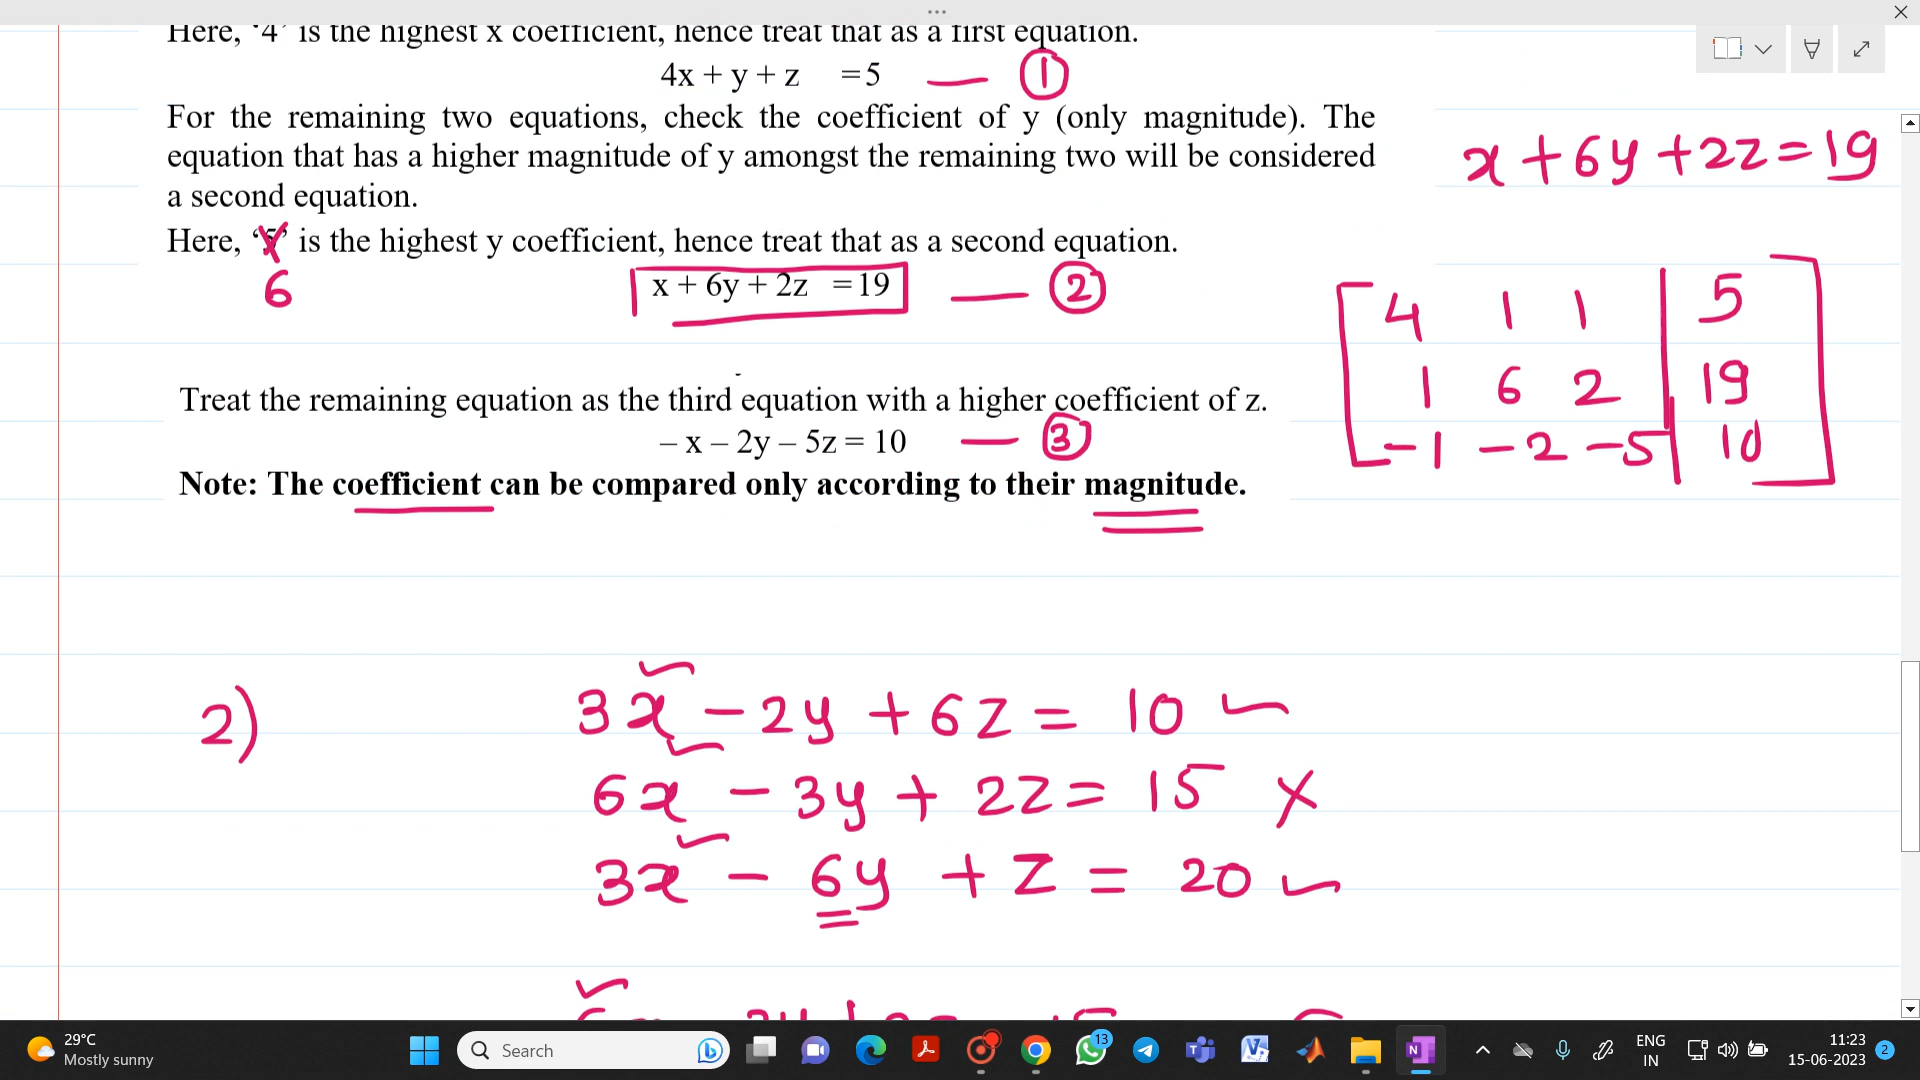 Here, ‘4’ is the highest x coefficient, hence treat that as a first equation.
4x + y + z = 5 — 1
For the remaining two equations, check the coefficient of y (only magnitude). The
equation that has a higher magnitude of y amongst the remaining two will be considered
a second equation.
x + 6y + 2z = 19
Here, ‘5’ is the highest y coefficient, hence treat that as a second equation.
6
x + 6y + 2z = 19 — 2
4 1 1 | 5
1 6 2 | 19
-1 -2 -5 | 10
Treat the remaining equation as the third equation with a higher coefficient of z.
– x – 2y – 5z = 10 — 3
Note: The coefficient can be compared only according to their magnitude.
2) 3x - 2y + 6z = 10
6x - 3y + 2z = 15 X
3x - 6y + z = 20
29°C
Mostly sunny
Search
13
ENG
IN
11:23
15-06-2023
2